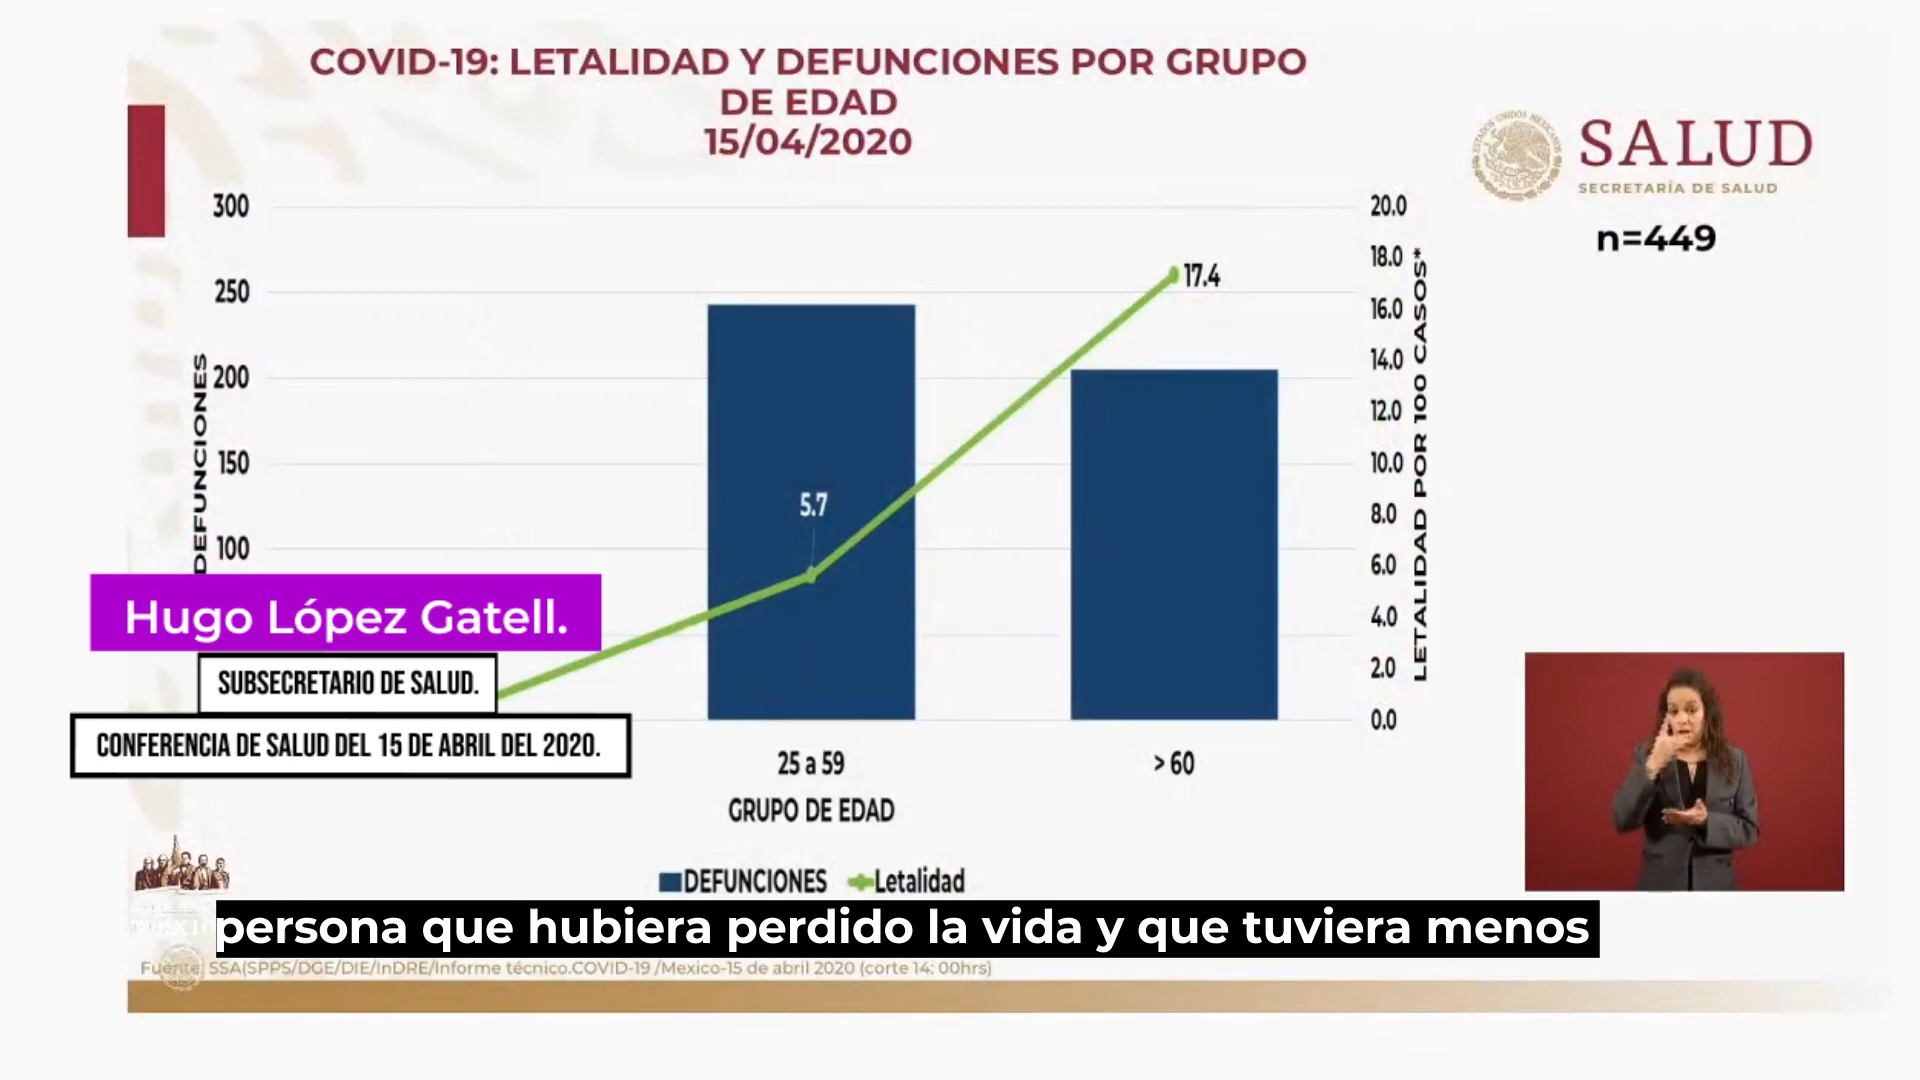 COVID-19: LETALIDAD Y DEFUNCIONES POR GRUPO
DE EDAD
15/04/2020
SALUD
SECRETARÍA DE SALUD
n=449
300
250
200
150
100
DEFUNCIONES
20.0
18.0
16.0
14.0
12.0
10.0
8.0
6.0
4.0
2.0
0.0
LETALIDAD POR 100 CASOS*
17.4
5.7
Hugo López Gatell.
SUBSECRETARIO DE SALUD.
CONFERENCIA DE SALUD DEL 15 DE ABRIL DEL 2020.
25 a 59
> 60
GRUPO DE EDAD
DEFUNCIONES
Letalidad
persona que hubiera perdido la vida y que tuviera menos
Fuente: SSA(SPPS/DGE/DIE/InDRE/Informe técnico.COVID-19 /Mexico-15 de abril 2020 (corte 14: 00hrs)